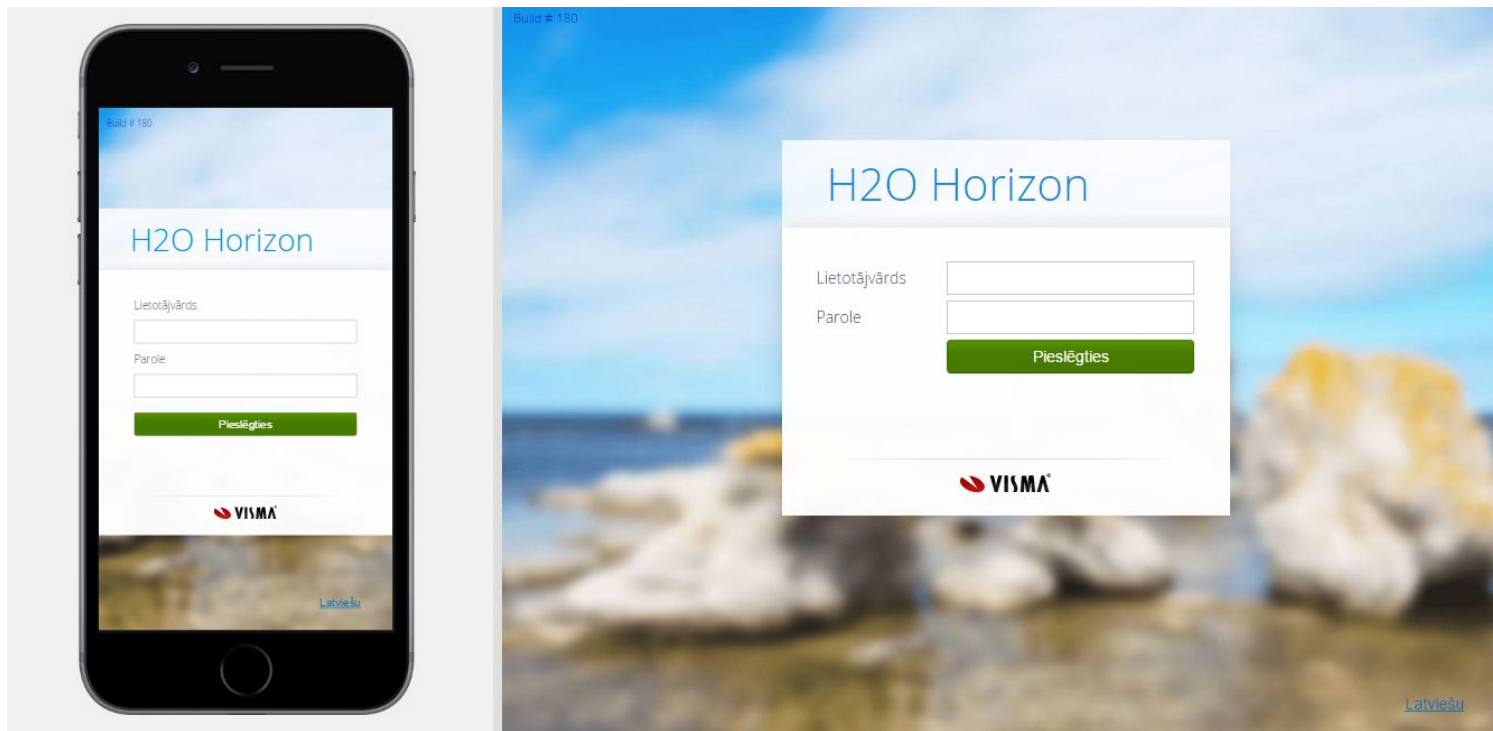 Build # 180
H2O Horizon
Lietotājvārds
Parole
Pieslēgties
VISMA
Latviešu
Build # 180
H2O Horizon
Lietotājvārds
Parole
Pieslēgties
VISMA
Latviešu